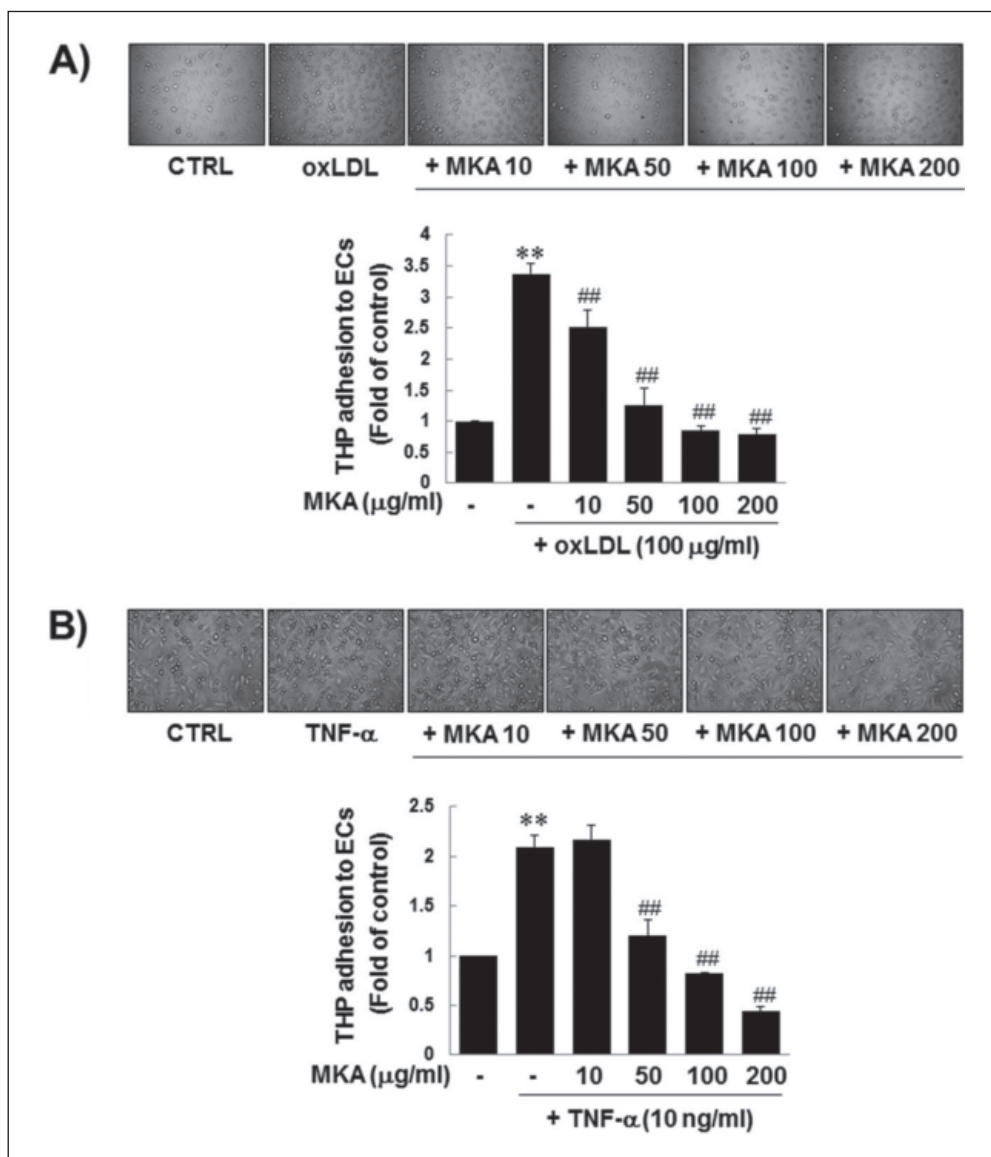 A)
CTRL oxLDL + MKA 10 + MKA 50 + MKA 100 + MKA 200
THP adhesion to ECs
(Fold of control)
4
3.5
3
2.5
2
1.5
1
0.5
0
**
##
##
##
##
MKA (μg/ml) - - 10 50 100 200
+ oxLDL (100 μg/ml)
B)
CTRL TNF-α + MKA 10 + MKA 50 + MKA 100 + MKA 200
THP adhesion to ECs
(Fold of control)
2.5
2
1.5
1
0.5
0
**
##
##
##
MKA (μg/ml) - - 10 50 100 200
+ TNF-α (10 ng/ml)